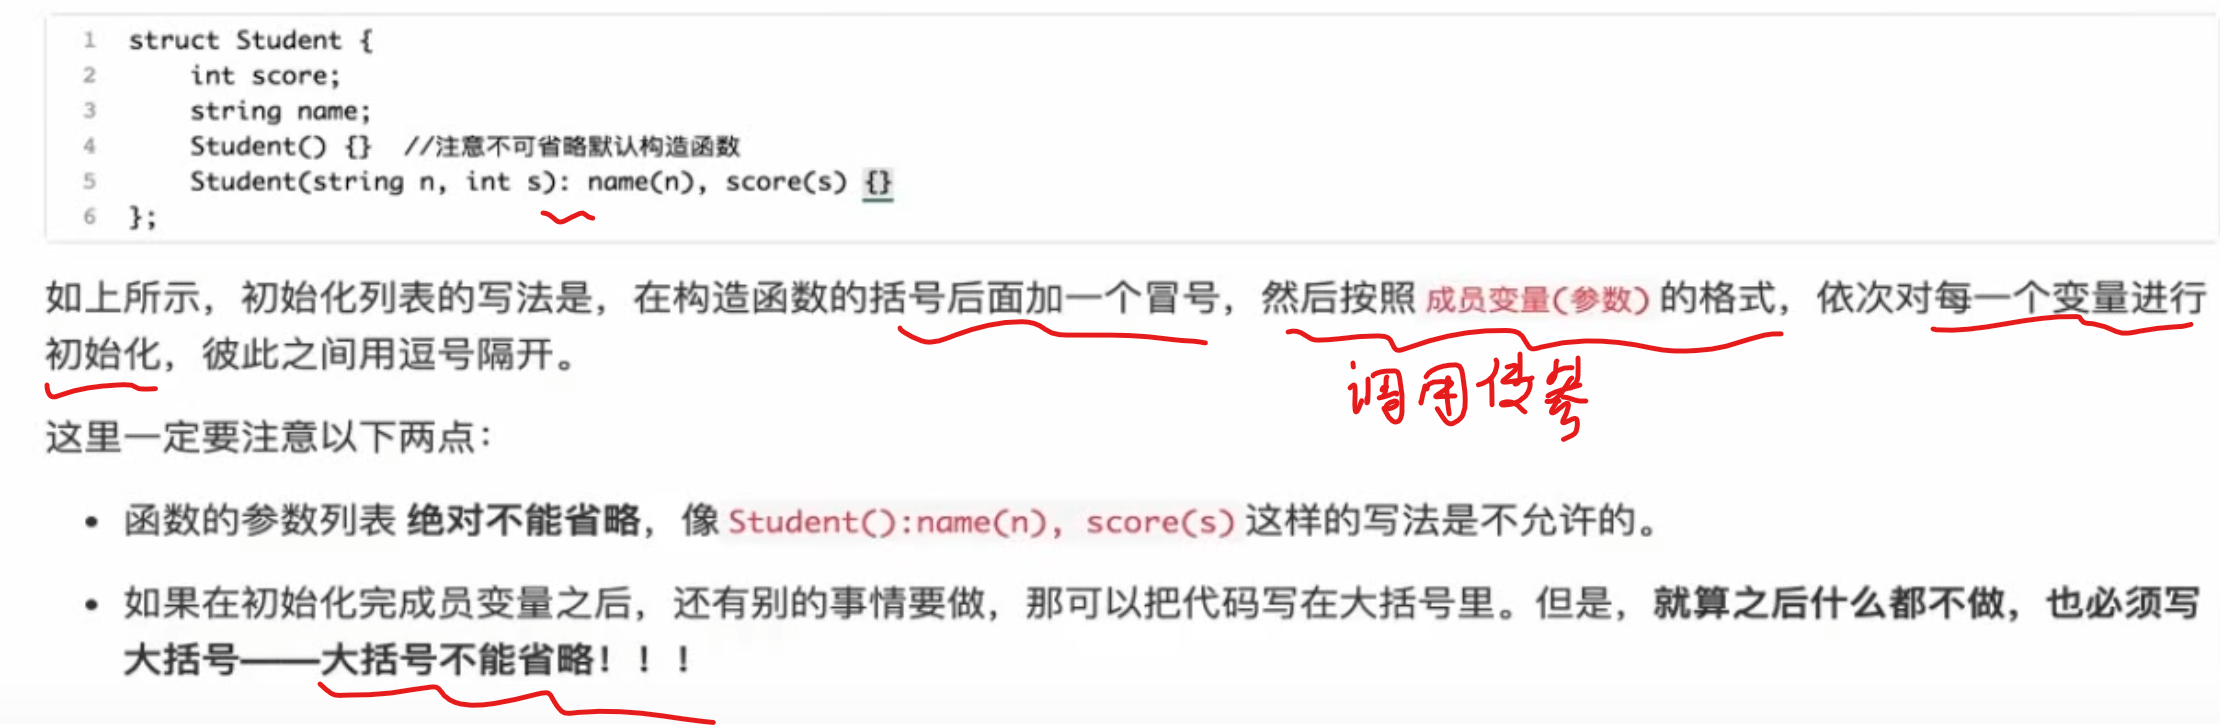 1 struct Student {
2 int score;
3 string name;
4 Student() {} //注意不可省略默认构造函数
5 Student(string n, int s): name(n), score(s) {}
6 };
如上所示，初始化列表的写法是，在构造函数的括号后面加一个冒号，然后按照 成员变量(参数) 的格式，依次对每一个变量进行
初始化，彼此之间用逗号隔开。
调用传参
这里一定要注意以下两点：
• 函数的参数列表 绝对不能省略，像 Student():name(n), score(s) 这样的写法是不允许的。
• 如果在初始化完成员变量之后，还有别的事情要做，那可以把代码写在大括号里。但是，就算之后什么都不做，也必须写
大括号——大括号不能省略！！！